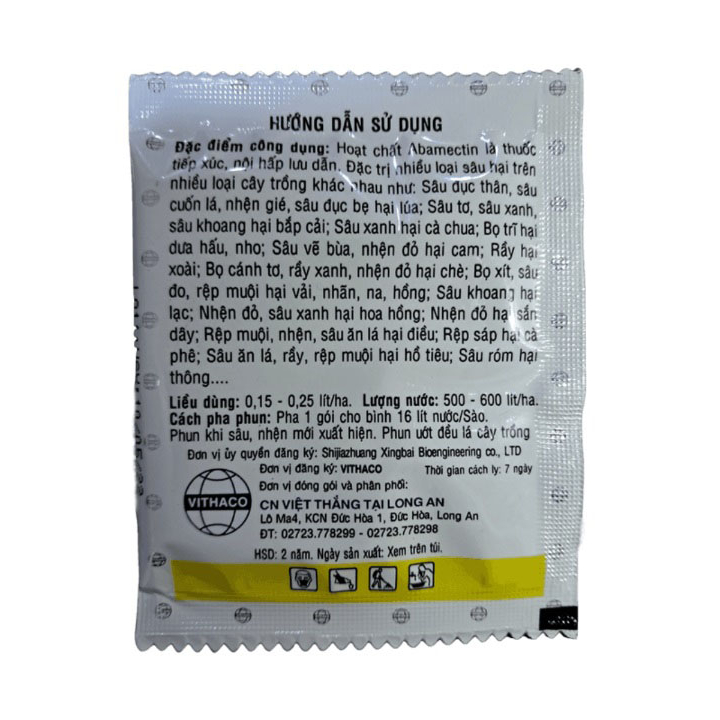 HƯỚNG DẪN SỬ DỤNG
Đặc điểm công dụng: Hoạt chất Abamectin là thuốc
tiếp xúc, nội hấp lưu dẫn. Đặc trị nhiều loại sâu hại trên
nhiều loại cây trồng khác nhau như: Sâu đục thân, sâu
cuốn lá, nhện gié, sâu đục bẹ hại lúa; Sâu tơ, sâu xanh,
sâu khoang hại bắp cải; Sâu xanh hại cà chua; Bọ trĩ hại
dưa hấu, nho; Sâu vẽ bùa, nhện đỏ hại cam; Rầy hại
xoài; Bọ cánh tơ, rầy xanh, nhện đỏ hại chè; Bọ xít, sâu
đo, rệp muội hại vải, nhãn, na, hồng; Sâu khoang hại
lạc; Nhện đỏ, sâu xanh hại hoa hồng; Nhện đỏ hại sắn
dây; Rệp muội, nhện, sâu ăn lá hại điều; Rệp sáp hại cà
phê; Sâu ăn lá, rầy, rệp muội hại hồ tiêu; Sâu róm hại
thông....
Liều dùng: 0,15 - 0,25 lít/ha. Lượng nước: 500 - 600 lít/ha.
Cách pha phun: Pha 1 gói cho bình 16 lít nước/Sào.
Phun khi sâu, nhện mới xuất hiện. Phun ướt đều lá cây trồng
Đơn vị ủy quyền đăng ký: Shijiazhuang Xingbai Bioengineering co., LTD
Đơn vị đăng ký: VITHACO Thời gian cách ly: 7 ngày
Đơn vị đóng gói và phân phối:
VITHACO
CN VIỆT THẮNG TẠI LONG AN
Lô Ma4, KCN Đức Hòa 1, Đức Hòa, Long An
ĐT: 02723.778299 - 02723.778298
HSD: 2 năm. Ngày sản xuất: Xem trên túi.